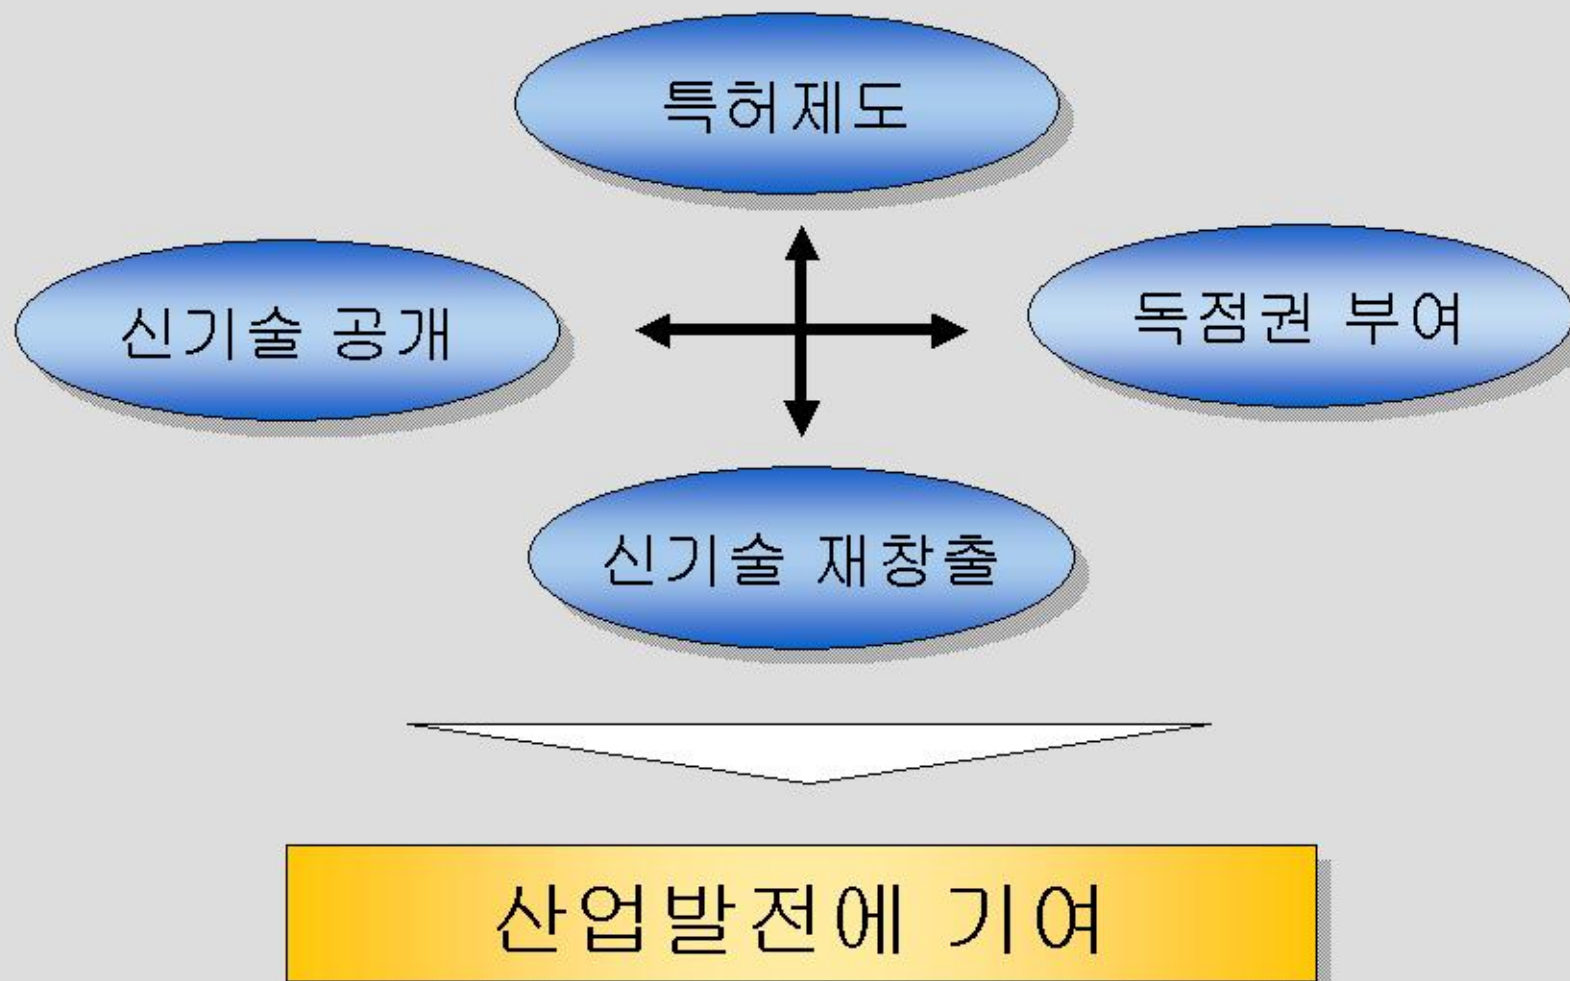 특허제도
신기술 공개
독점권 부여
신기술 재창출
산업발전에 기여